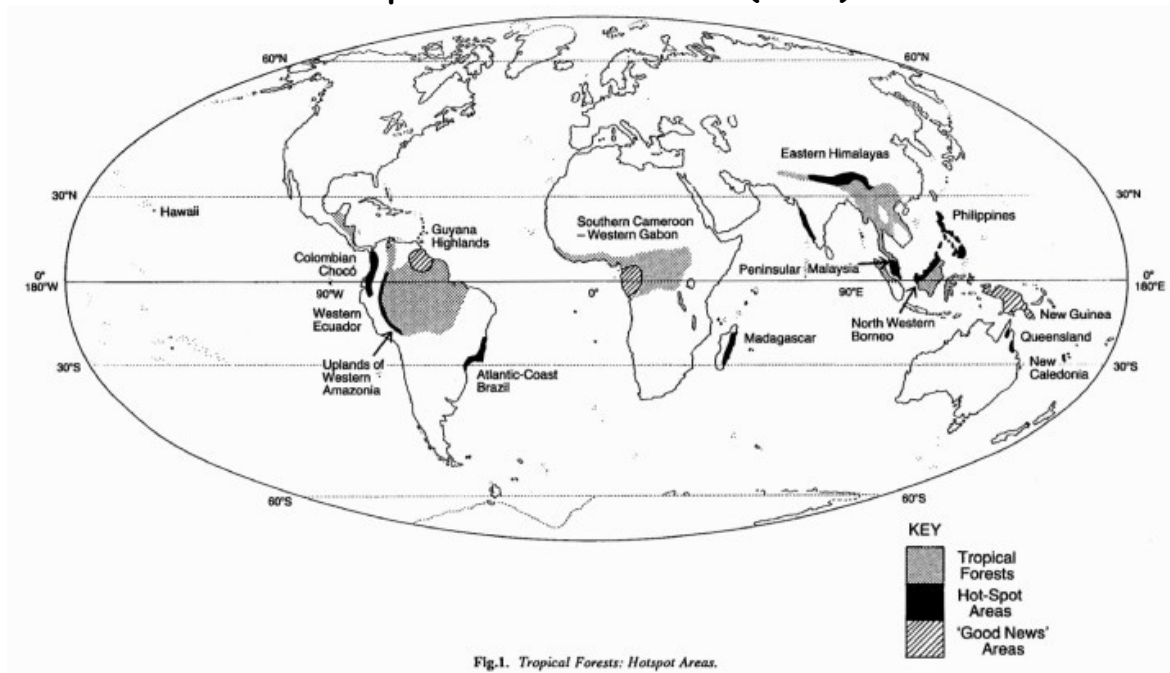 60°N
60°N
Eastern Himalayas
30°N
30°N
Hawaii
Guyana
Highlands
Southern Cameroon
– Western Gabon
Philippines
Colombian
Chocó
Peninsular Malaysia
0°
180°W
90°W
0°
90°E
0°
180°E
Western
Ecuador
North Western
Borneo
New Guinea
Queensland
Madagascar
Uplands of
Western
Amazonia
Atlantic-Coast
Brazil
New
Caledonia
30°S
30°S
60°S
60°S
KEY
Tropical
Forests
Hot-Spot
Areas
'Good News'
Areas
Fig.1. Tropical Forests: Hotspot Areas.